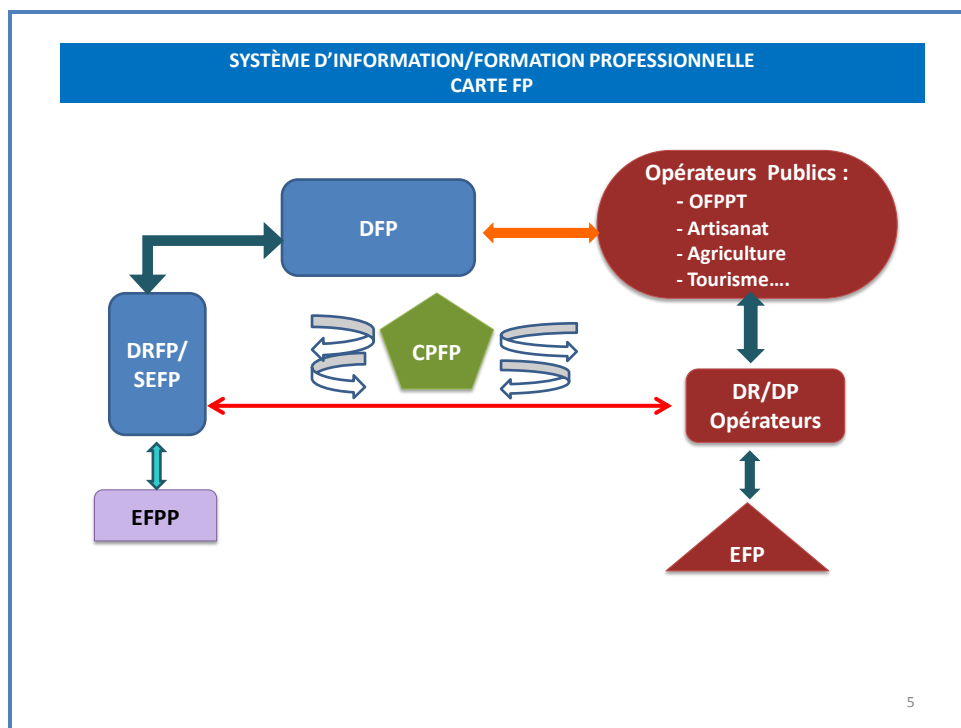 SYSTÈME D’INFORMATION/FORMATION PROFESSIONNELLE
CARTE FP
Opérateurs Publics :
- OFPPT
- Artisanat
- Agriculture
- Tourisme….
DFP
DRFP/
SEFP
CPFP
DR/DP
Opérateurs
EFPP
EFP
5